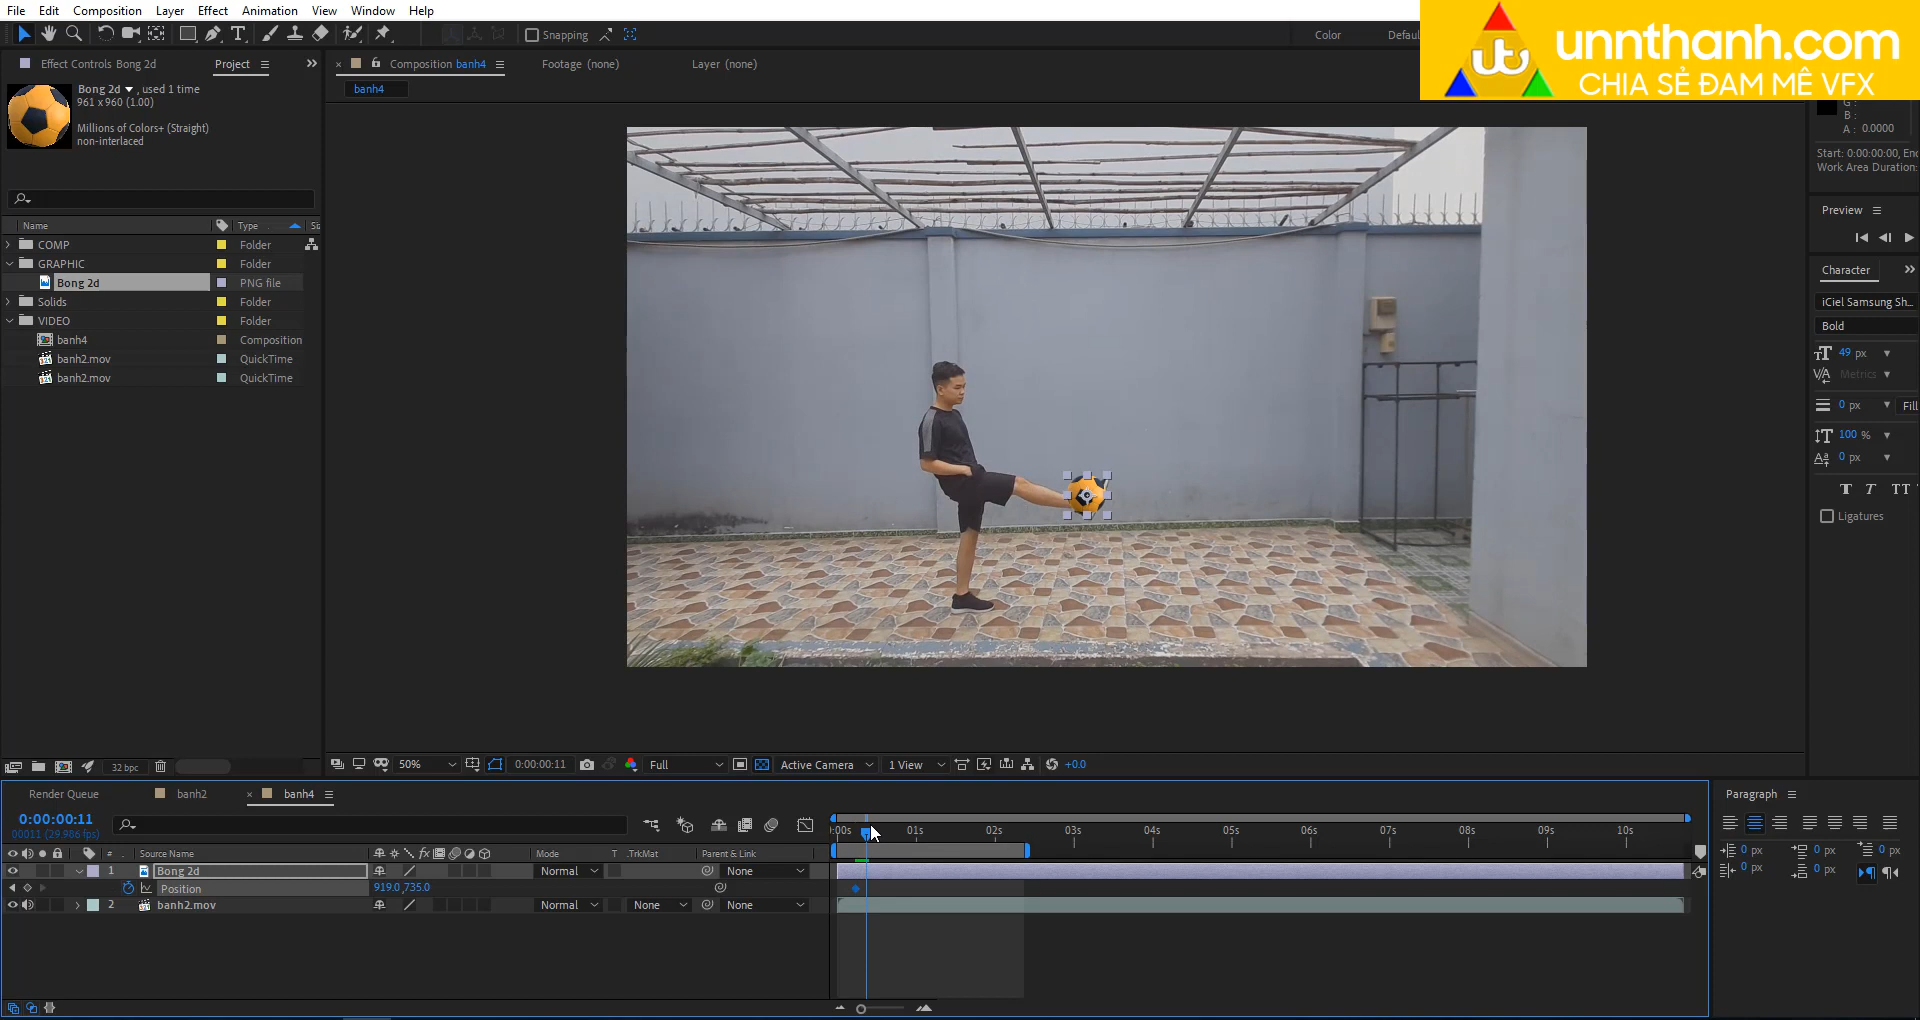 File Edit Composition Layer Effect Animation View Window Help
Snapping
Color
Defaul
unnthanh.com
CHIA SẺ ĐAM MÊ VFX
Effect Controls Bong 2d
Project
Composition banh4
Footage (none)
Layer (none)
banh4
Bong 2d , used 1 time
961 x 960 (1.00)
Millions of Colors+ (Straight)
non-interlaced
G :
B :
A : 0.0000
Start: 0:00:00:00, End
Work Area Duration:
Preview
Character
iCiel Samsung Sh...
Bold
49 px
Metrics
0 px
Fill
100 %
0 px
Ligatures
Name Type Siz
COMP Folder
GRAPHIC Folder
Bong 2d PNG file
Solids Folder
VIDEO Folder
banh4 Composition
banh2.mov QuickTime
banh2.mov QuickTime
32 bpc
50%
0:00:00:11
Full
Active Camera
1 View
+0.0
Render Queue
banh2
banh4
0:00:00:11
00011 (29.986 fps)
:00s 01s 02s 03s 04s 05s 06s 07s 08s 09s 10s
# Source Name fx Mode T .TrkMat Parent & Link
1 Bong 2d Normal None
Position 919.0, 735.0
2 banh2.mov Normal None None
Paragraph
0 px 0 px 0 px
0 px 0 px